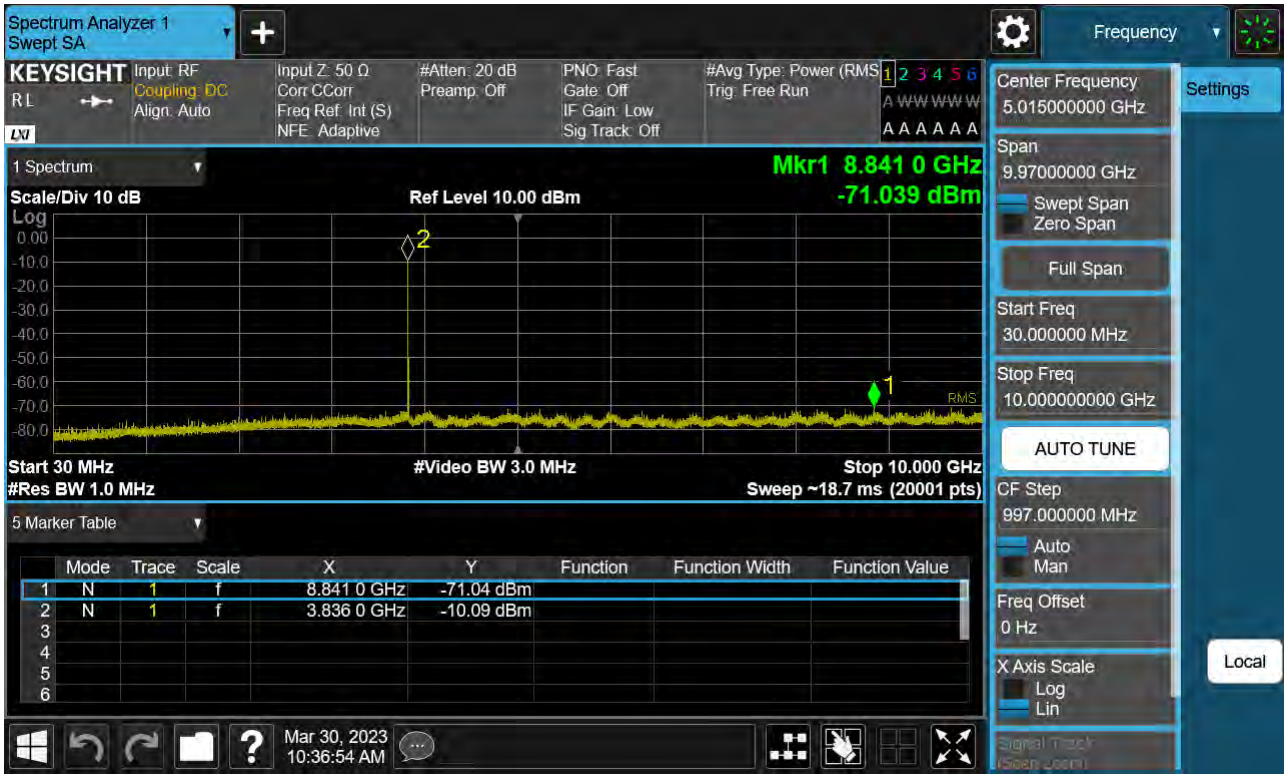 Spectrum Analyzer 1
Swept SA
+
Frequency
KEYSIGHT
RL
LXI
Input: RF
Coupling: DC
Align: Auto
Input Z: 50 Ω
Corr CCorr
Freq Ref: Int (S)
NFE: Adaptive
#Atten: 20 dB
Preamp: Off
PNO: Fast
Gate: Off
IF Gain: Low
Sig Track: Off
#Avg Type: Power (RMS
Trig: Free Run
1 2 3 4 5 6
A W W W W W
A A A A A A
1 Spectrum
Mkr1 8.841 0 GHz
Scale/Div 10 dB
Ref Level 10.00 dBm
-71.039 dBm
Log
0.00
-10.0
-20.0
-30.0
-40.0
-50.0
-60.0
-70.0
-80.0
2
1
RMS
Start 30 MHz
#Video BW 3.0 MHz
Stop 10.000 GHz
#Res BW 1.0 MHz
Sweep ~18.7 ms (20001 pts)
5 Marker Table
Mode Trace Scale X Y Function Function Width Function Value
1 N 1 f 8.841 0 GHz -71.04 dBm
2 N 1 f 3.836 0 GHz -10.09 dBm
3
4
5
6
Mar 30, 2023
10:36:54 AM
?
Center Frequency
5.015000000 GHz
Span
9.97000000 GHz
Swept Span
Zero Span
Full Span
Start Freq
30.000000 MHz
Stop Freq
10.000000000 GHz
AUTO TUNE
CF Step
997.000000 MHz
Auto
Man
Freq Offset
0 Hz
X Axis Scale
Log
Lin
Signal Track
(Span Zoom)
Settings
Local